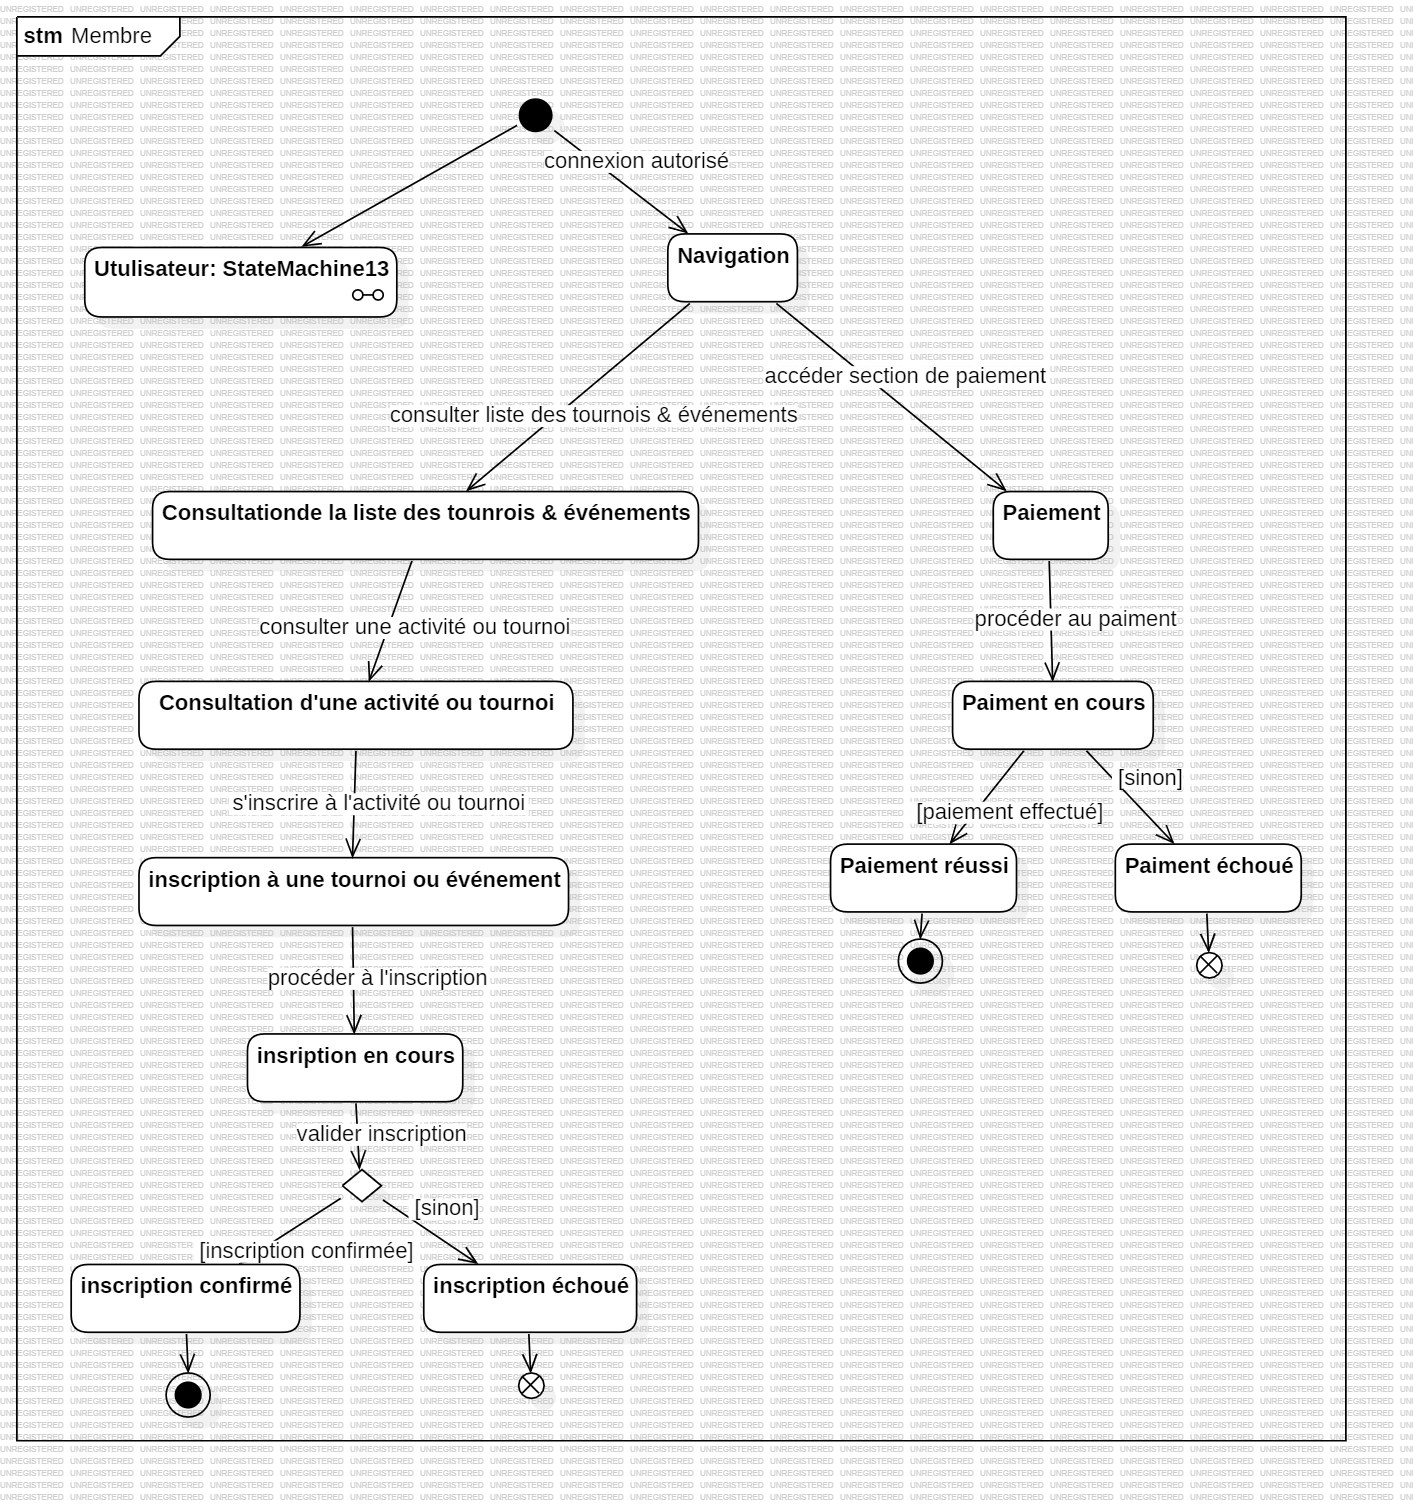 stm Membre
connexion autorisé
Utulisateur: StateMachine13
Navigation
accéder section de paiement
consulter liste des tournois & événements
Consultationde la liste des tounrois & événements
Paiement
consulter une activité ou tournoi
procéder au paiment
Consultation d'une activité ou tournoi
Paiment en cours
[sinon]
s'inscrire à l'activité ou tournoi
[paiement effectué]
inscription à une tournoi ou événement
Paiement réussi
Paiment échoué
procéder à l'inscription
insription en cours
valider inscription
[sinon]
[inscription confirmée]
inscription confirmé
inscription échoué
UNREGISTERED